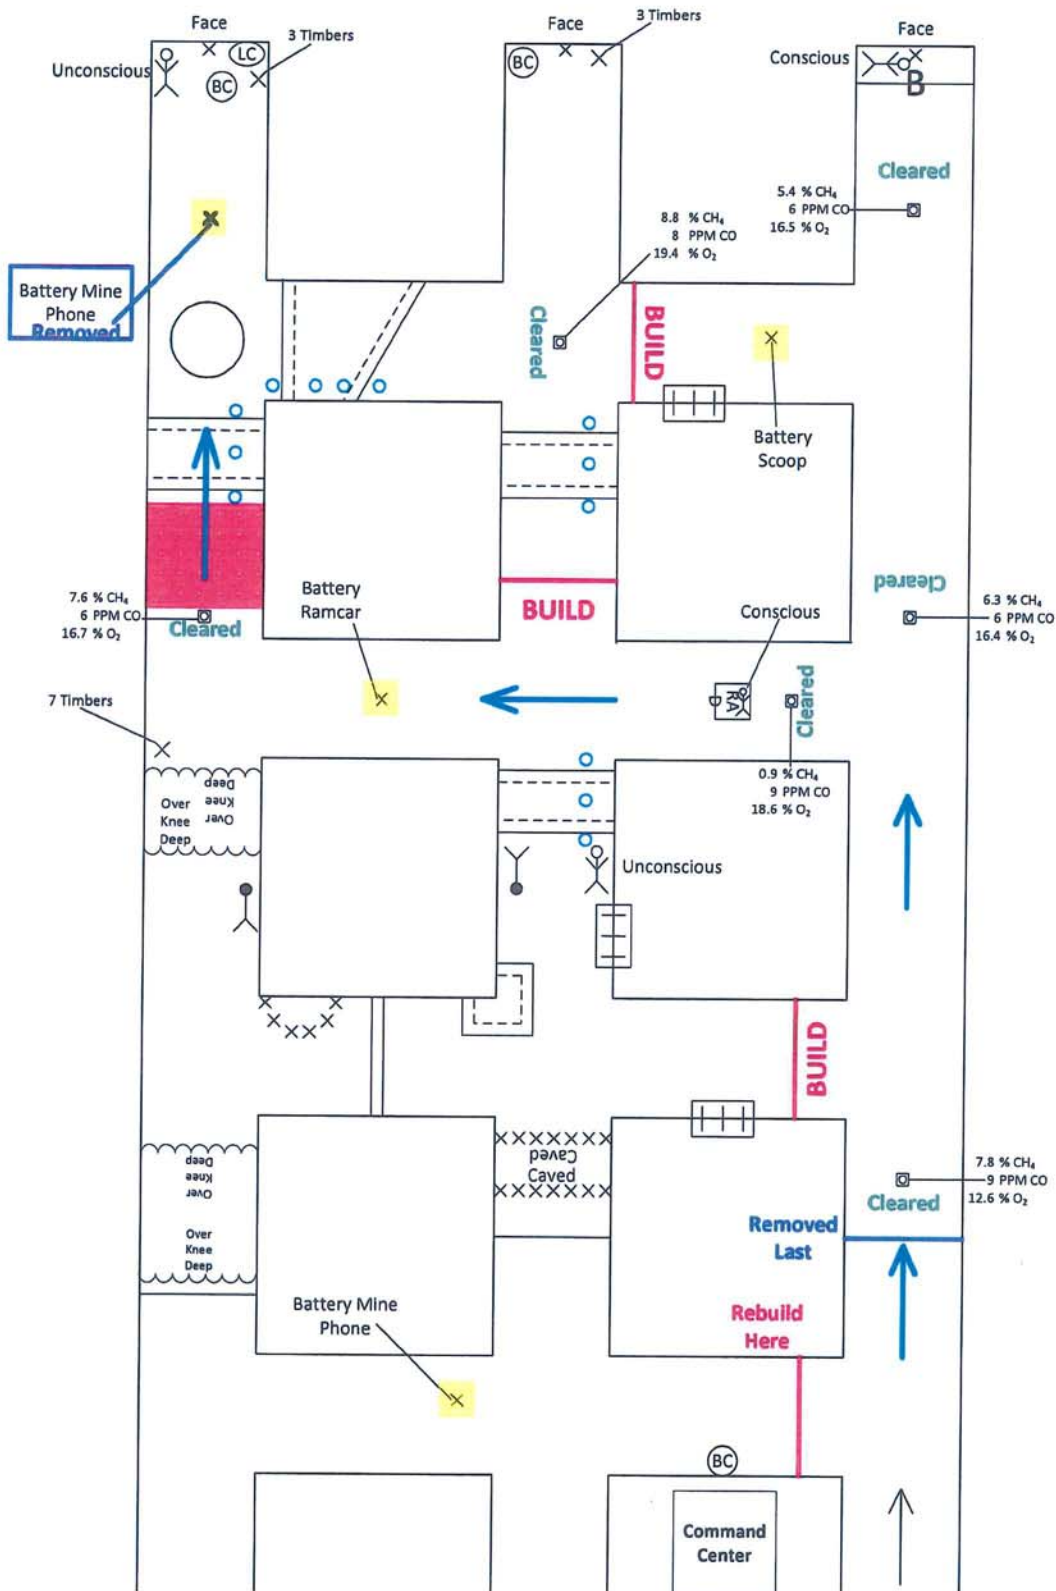 Face
Face
Face
3 Timbers
3 Timbers
Unconscious
LC
BC
BC
Conscious
B
Cleared
5.4 % CH₄
6 PPM CO
16.5 % O₂
8.8 % CH₄
8 PPM CO
19.4 % O₂
Battery Mine
Phone
Removed
Cleared
BUILD
Battery
Scoop
Battery
Ramcar
BUILD
Cleared
7.6 % CH₄
6 PPM CO
16.7 % O₂
Cleared
6.3 % CH₄
6 PPM CO
16.4 % O₂
Conscious
RA
D
Cleared
7 Timbers
0.9 % CH₄
9 PPM CO
18.6 % O₂
Over
Knee
Deep
Over
Knee
Deep
Unconscious
BUILD
Caved
Caved
Over
Knee
Deep
Over
Knee
Deep
7.8 % CH₄
9 PPM CO
12.6 % O₂
Cleared
Removed
Last
Battery Mine
Phone
Rebuild
Here
BC
Command
Center